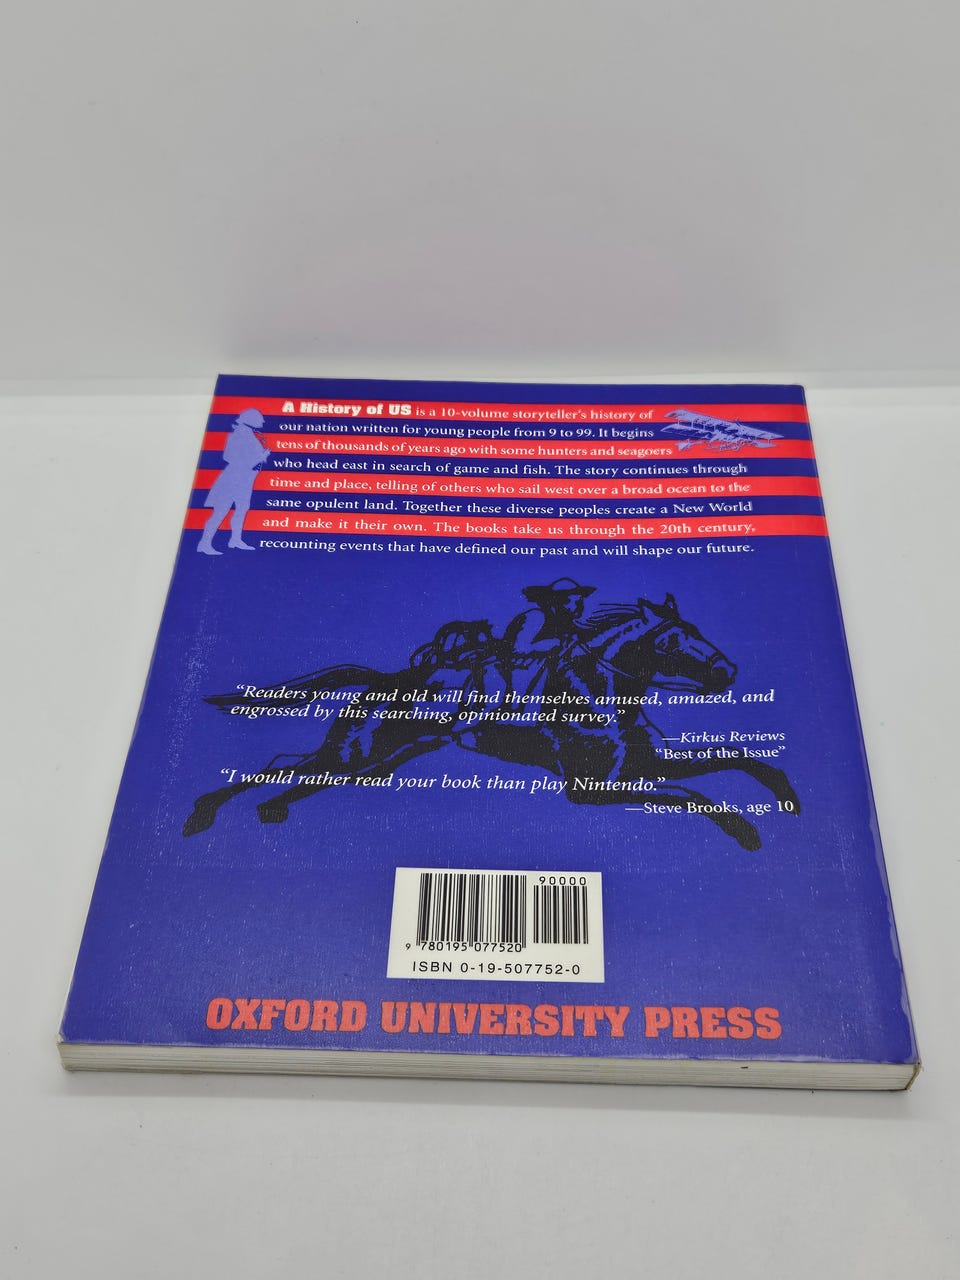 A History of US is a 10-volume storyteller's history of
our nation written for young people from 9 to 99. It begins
tens of thousands of years ago with some hunters and seagoers
who head east in search of game and fish. The story continues through
time and place, telling of others who sail west over a broad ocean to the
same opulent land. Together these diverse peoples create a New World
and make it their own. The books take us through the 20th century,
recounting events that have defined our past and will shape our future.
“Readers young and old will find themselves amused, amazed, and
engrossed by this searching, opinionated survey.”
—Kirkus Reviews
“Best of the Issue”
“I would rather read your book than play Nintendo.”
—Steve Brooks, age 10
90000
9 780195 077520
ISBN 0-19-507752-0
OXFORD UNIVERSITY PRESS